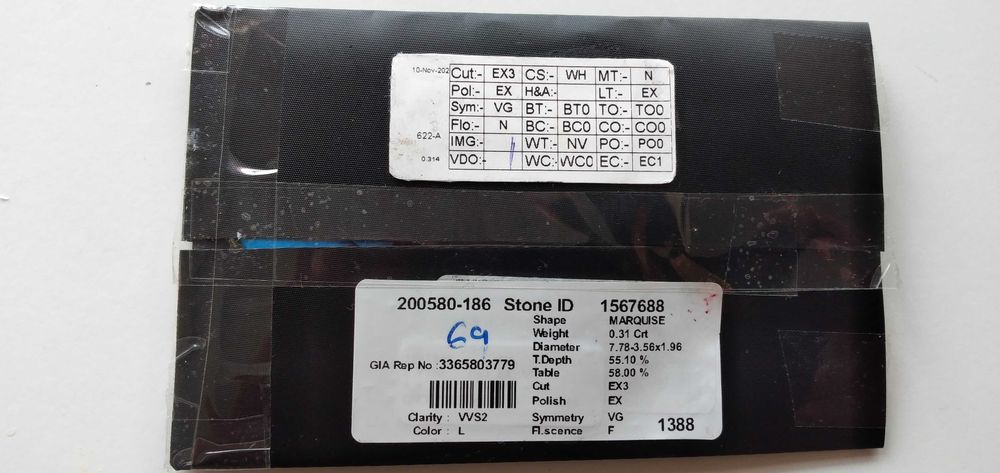 10-Nov-202 Cut:- EX3 CS:- WH MT:- N
Pol:- EX H&A:- LT:- EX
Sym:- VG BT:- BT0 TO:- TO0
622-A Flo:- N BC:- BC0 CO:- CO0
IMG:- WT:- NV PO:- PO0
0.314 VDO:- WC:- WC0 EC:- EC1
200580-186 Stone ID 1567688
69
GIA Rep No :3365803779
Clarity : VVS2
Color : L
Shape MARQUISE
Weight 0.31 Crt
Diameter 7.78-3.56x1.96
T.Depth 55.10 %
Table 58.00 %
Cut EX3
Polish EX
Symmetry VG
Fl.scence F
1388